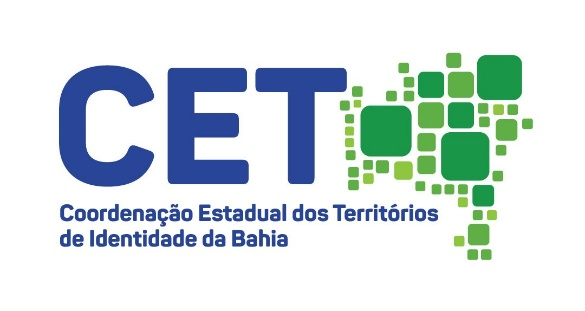 CET
Coordenação Estadual dos Territórios
de Identidade da Bahia